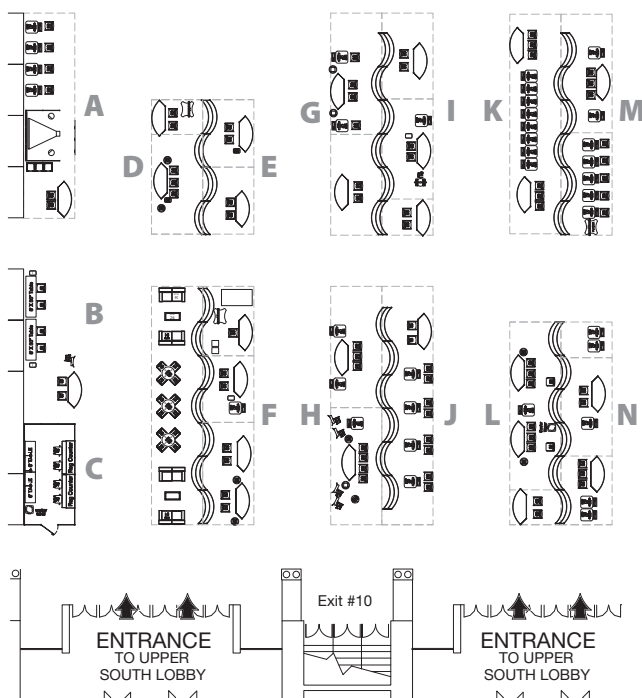 A
G
I
K
M
D
E
B
F
H
J
L
N
C
Reg Counter
Reg Counter
Exit #10
ENTRANCE
TO UPPER
SOUTH LOBBY
ENTRANCE
TO UPPER
SOUTH LOBBY